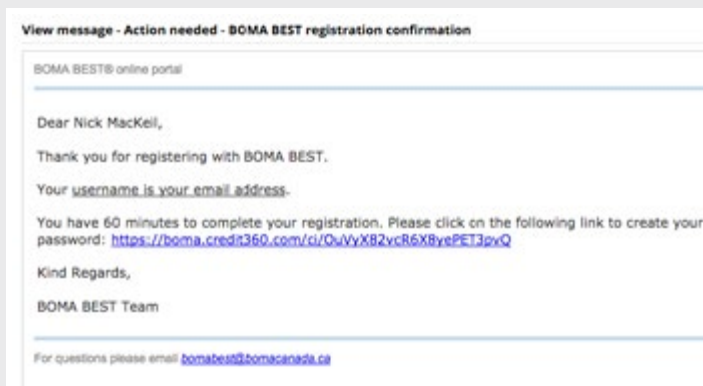 View message - Action needed - BOMA BEST registration confirmation
BOMA BEST® online portal
Dear Nick MacKeil,
Thank you for registering with BOMA BEST.
Your username is your email address.
You have 60 minutes to complete your registration. Please click on the following link to create your
password: https://boma.credit360.com/ci/OuVyX82vcR6X8yePET3pvQ
Kind Regards,
BOMA BEST Team
For questions please email bomabest@bomacanada.ca